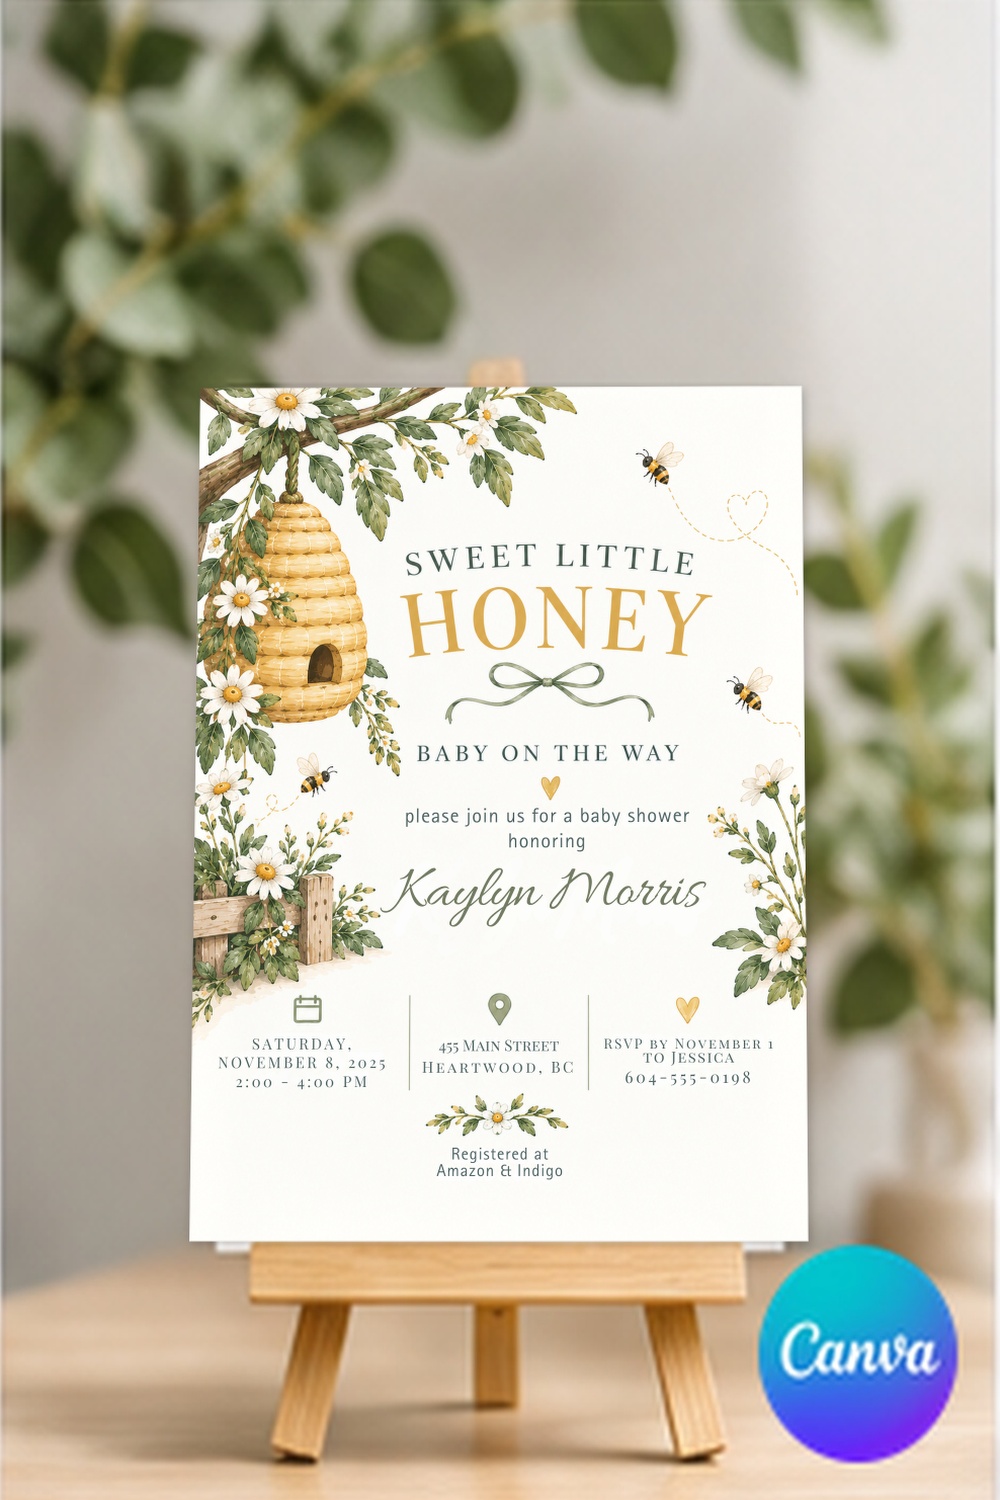 SWEET LITTLE
HONEY
BABY ON THE WAY
please join us for a baby shower
honoring
Kaylyn Morris
SATURDAY,
NOVEMBER 8, 2025
2:00 - 4:00 PM
455 MAIN STREET
HEARTWOOD, BC
RSVP BY NOVEMBER 1
TO JESSICA
604-555-0198
Registered at
Amazon & Indigo
Canva